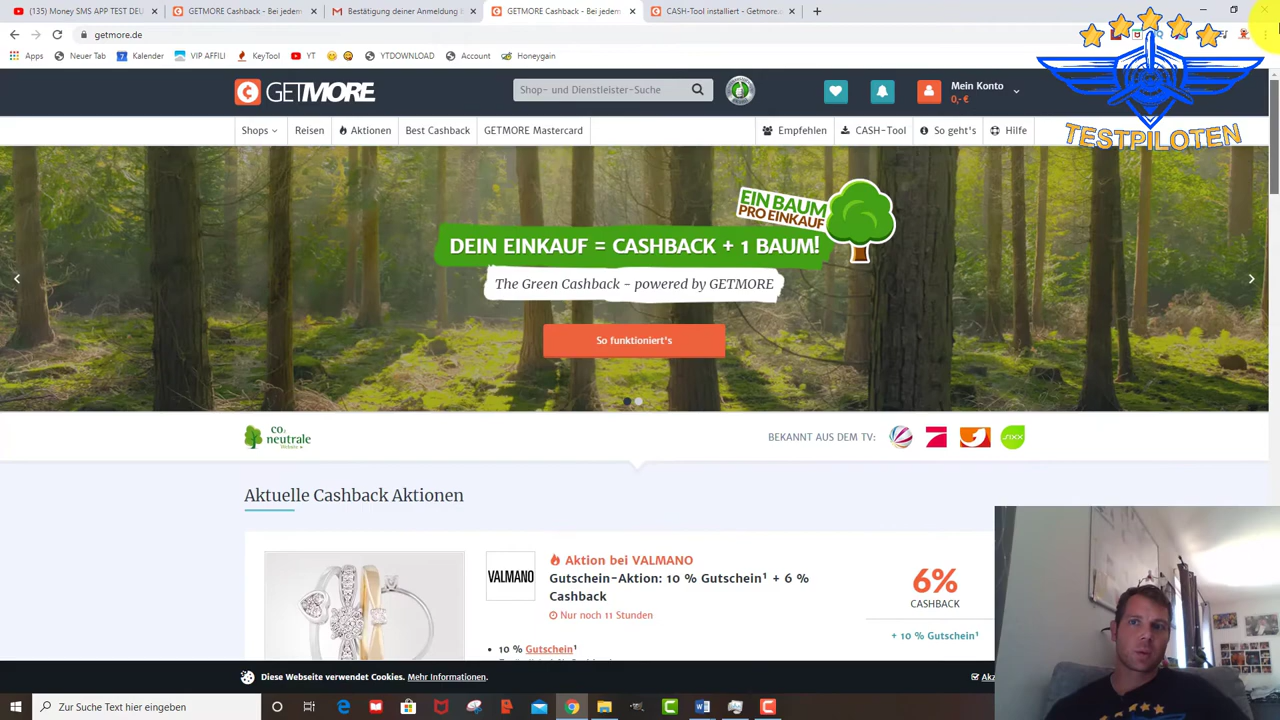 (135) Money SMS APP TEST DEU
GETMORE Cashback - Bei jedem
Bestätigung deiner Anmeldung
GETMORE Cashback - Bei jedem
CASH-Tool installiert - Getmore.
getmore.de
Apps
Neuer Tab
Kalender
VIP AFFILI
KeyTool
YT
YTDOWNLOAD
Account
Honeygain
TESTPILOTEN
GETMORE
Shop- und Dienstleister-Suche
Mein Konto
0,- €
Shops
Reisen
Aktionen
Best Cashback
GETMORE Mastercard
Empfehlen
CASH-Tool
So geht's
Hilfe
EIN BAUM
PRO EINKAUF
DEIN EINKAUF = CASHBACK + 1 BAUM!
The Green Cashback - powered by GETMORE
So funktioniert's
co₂
neutrale
Website
BEKANNT AUS DEM TV:
sixx
Aktuelle Cashback Aktionen
VALMANO
Aktion bei VALMANO
Gutschein-Aktion: 10 % Gutschein¹ + 6 %
Cashback
Nur noch 11 Stunden
6%
CASHBACK
+ 10 % Gutschein¹
• 10 % Gutschein¹
Diese Webseite verwendet Cookies. Mehr Informationen.
Zur Suche Text hier eingeben